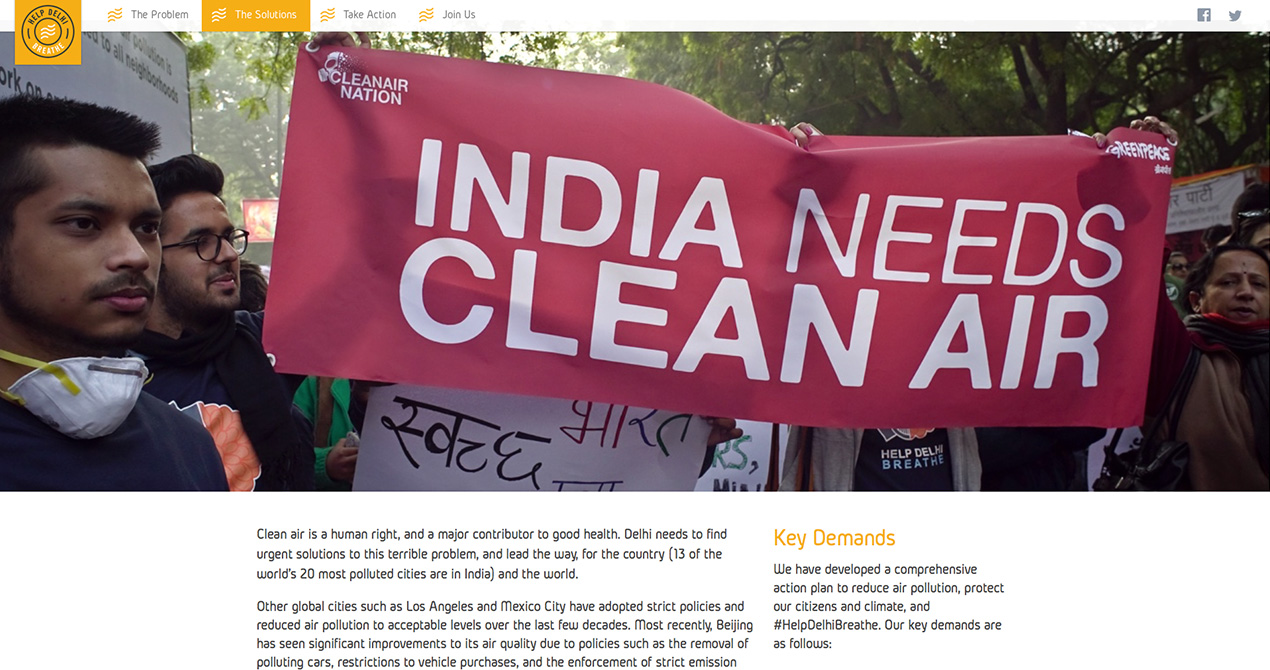 HELP DELHI
BREATHE
The Problem
The Solutions
Take Action
Join Us
air pollution is
to all neighborhoods
CLEANAIR
NATION
GREENPEACE
INDIA NEEDS
CLEAN AIR
पार्टी
स्वच्छ भारत
RS,
HELP DELHI
BREATHE
Clean air is a human right, and a major contributor to good health. Delhi needs to find
urgent solutions to this terrible problem, and lead the way, for the country (13 of the
world's 20 most polluted cities are in India) and the world.
Other global cities such as Los Angeles and Mexico City have adopted strict policies and
reduced air pollution to acceptable levels over the last few decades. Most recently, Beijing
has seen significant improvements to its air quality due to policies such as the removal of
polluting cars, restrictions to vehicle purchases, and the enforcement of strict emission
Key Demands
We have developed a comprehensive
action plan to reduce air pollution, protect
our citizens and climate, and
#HelpDelhiBreathe. Our key demands are
as follows: